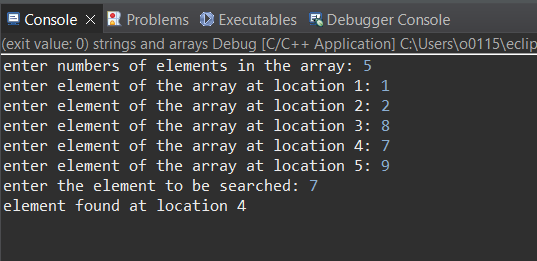 Console Problems Executables Debugger Console
(exit value: 0) strings and arrays Debug [C/C++ Application] C:\Users\o0115\eclip
enter numbers of elements in the array: 5
enter element of the array at location 1: 1
enter element of the array at location 2: 2
enter element of the array at location 3: 8
enter element of the array at location 4: 7
enter element of the array at location 5: 9
enter the element to be searched: 7
element found at location 4